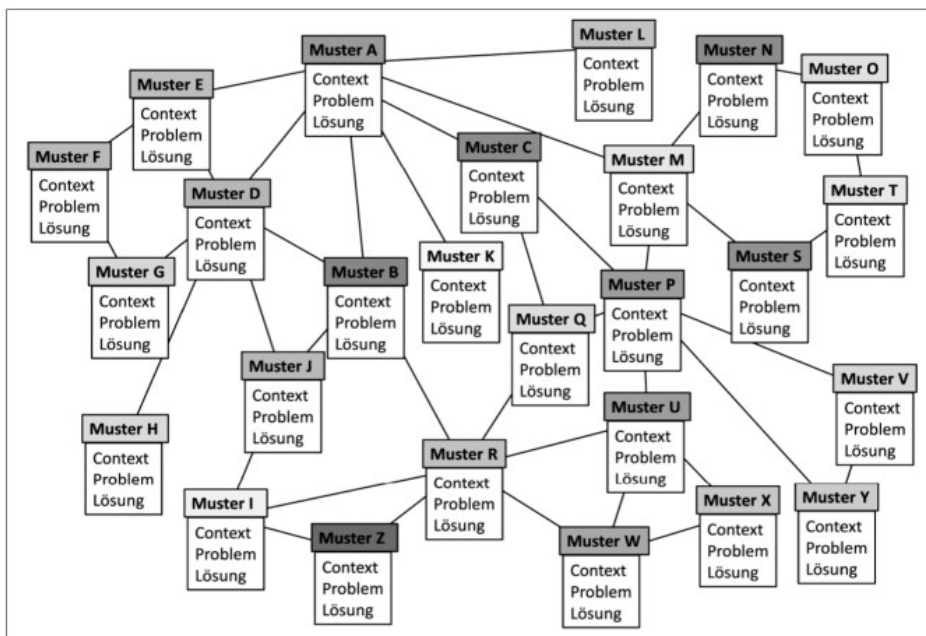 Muster A
Context
Problem
Lösung
Muster L
Context
Problem
Lösung
Muster N
Context
Problem
Lösung
Muster O
Context
Problem
Lösung
Muster E
Context
Problem
Lösung
Muster F
Context
Problem
Lösung
Muster C
Context
Problem
Lösung
Muster M
Context
Problem
Lösung
Muster T
Context
Problem
Lösung
Muster D
Context
Problem
Lösung
Muster G
Context
Problem
Lösung
Muster B
Context
Problem
Lösung
Muster K
Context
Problem
Lösung
Muster S
Context
Problem
Lösung
Muster P
Context
Problem
Lösung
Muster Q
Context
Problem
Lösung
Muster J
Context
Problem
Lösung
Muster V
Context
Problem
Lösung
Muster U
Context
Problem
Lösung
Muster H
Context
Problem
Lösung
Muster R
Context
Problem
Lösung
Muster I
Context
Problem
Lösung
Muster X
Context
Problem
Lösung
Muster Y
Context
Problem
Lösung
Muster Z
Context
Problem
Lösung
Muster W
Context
Problem
Lösung